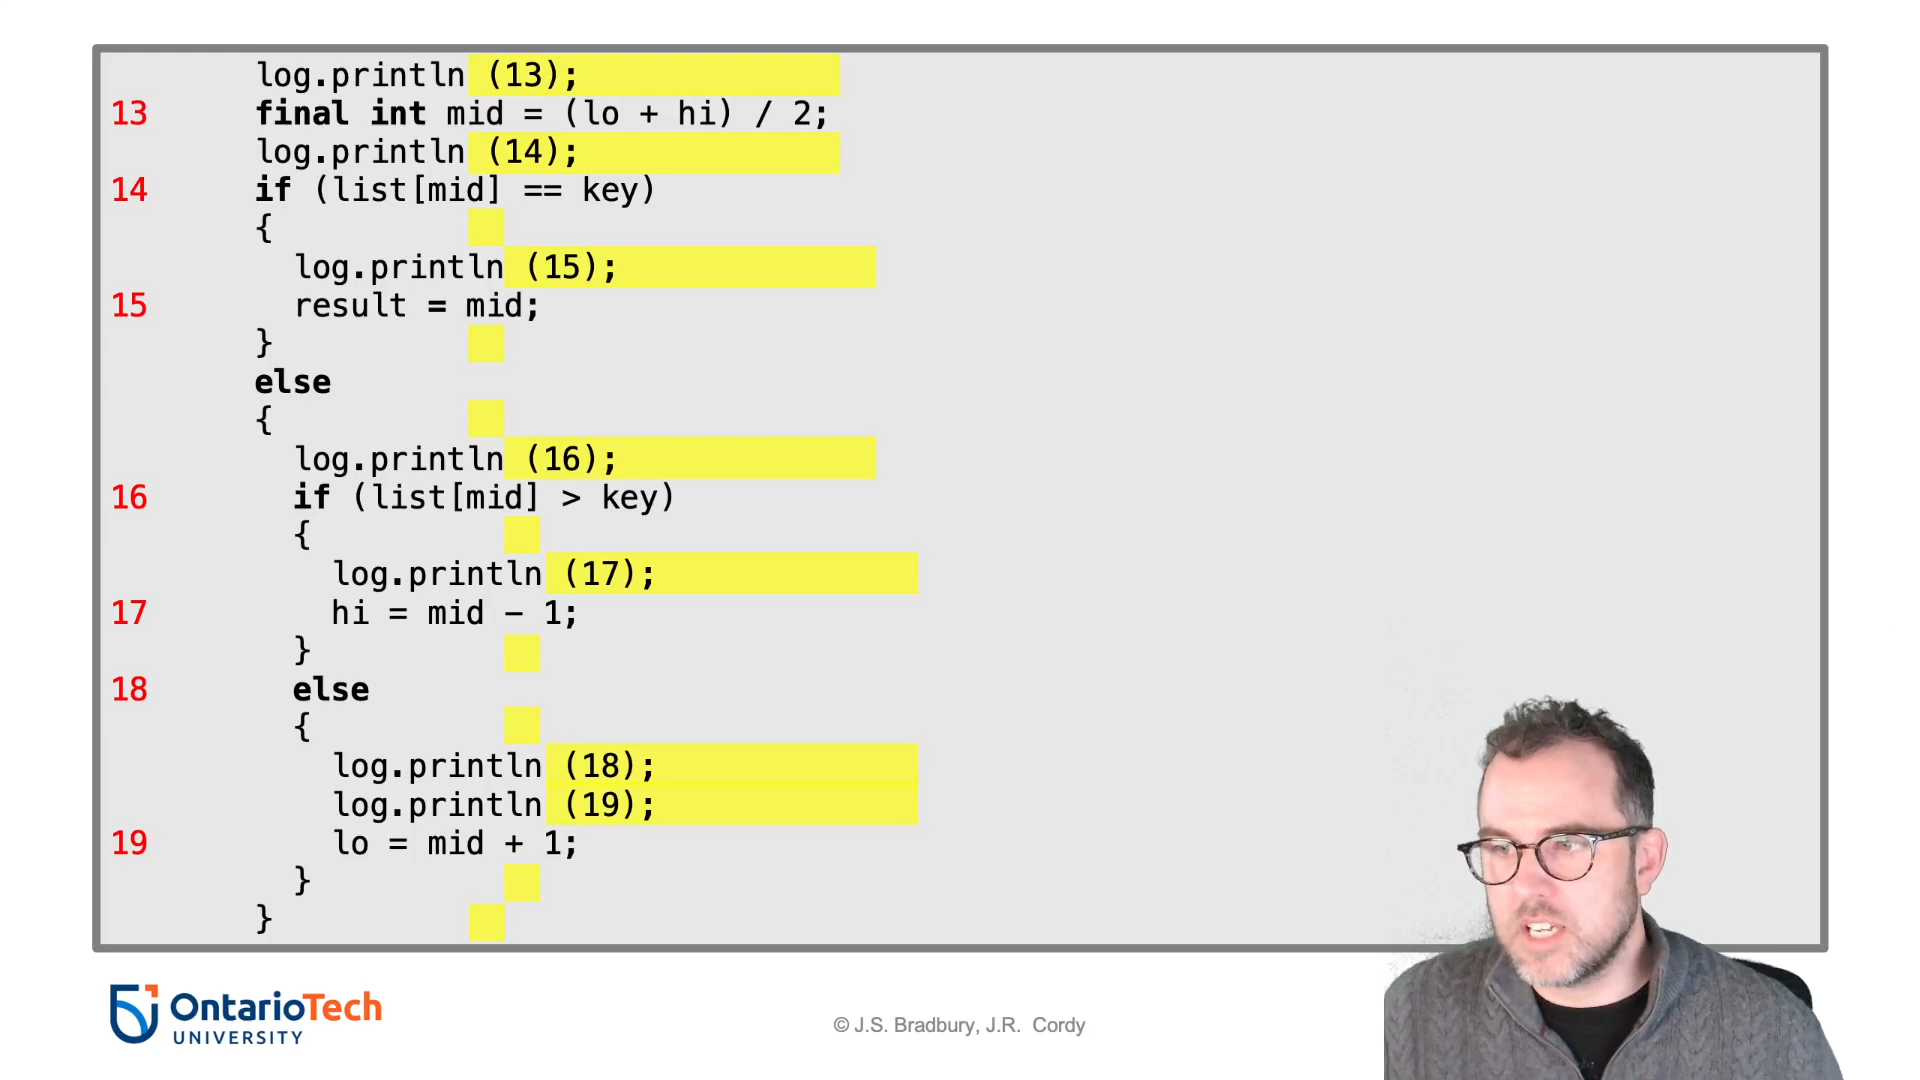 log.println (13);
13 final int mid = (lo + hi) / 2;
log.println (14);
14 if (list[mid] == key)
{
log.println (15);
15 result = mid;
}
else
{
log.println (16);
16 if (list[mid] > key)
{
log.println (17);
17 hi = mid - 1;
}
18 else
{
log.println (18);
log.println (19);
19 lo = mid + 1;
}
}
OntarioTech
UNIVERSITY
© J.S. Bradbury, J.R. Cordy